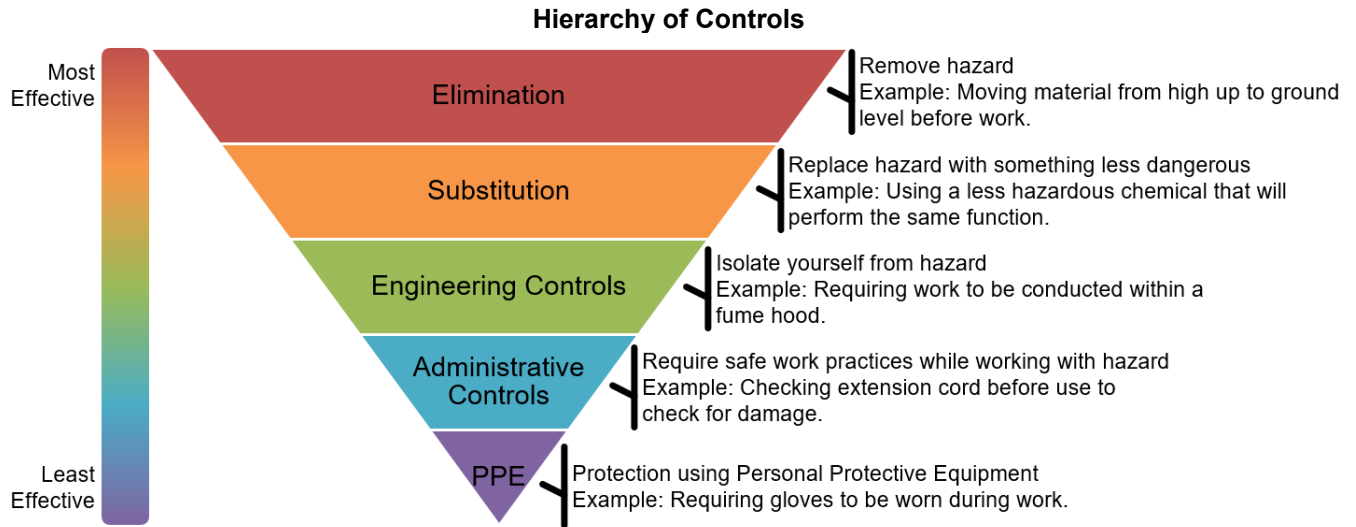 Hierarchy of Controls
Most
Effective
Elimination
Remove hazard
Example: Moving material from high up to ground
level before work.
Substitution
Replace hazard with something less dangerous
Example: Using a less hazardous chemical that will
perform the same function.
Engineering Controls
Isolate yourself from hazard
Example: Requiring work to be conducted within a
fume hood.
Administrative
Controls
Require safe work practices while working with hazard
Example: Checking extension cord before use to
check for damage.
Least
Effective
PPE
Protection using Personal Protective Equipment
Example: Requiring gloves to be worn during work.